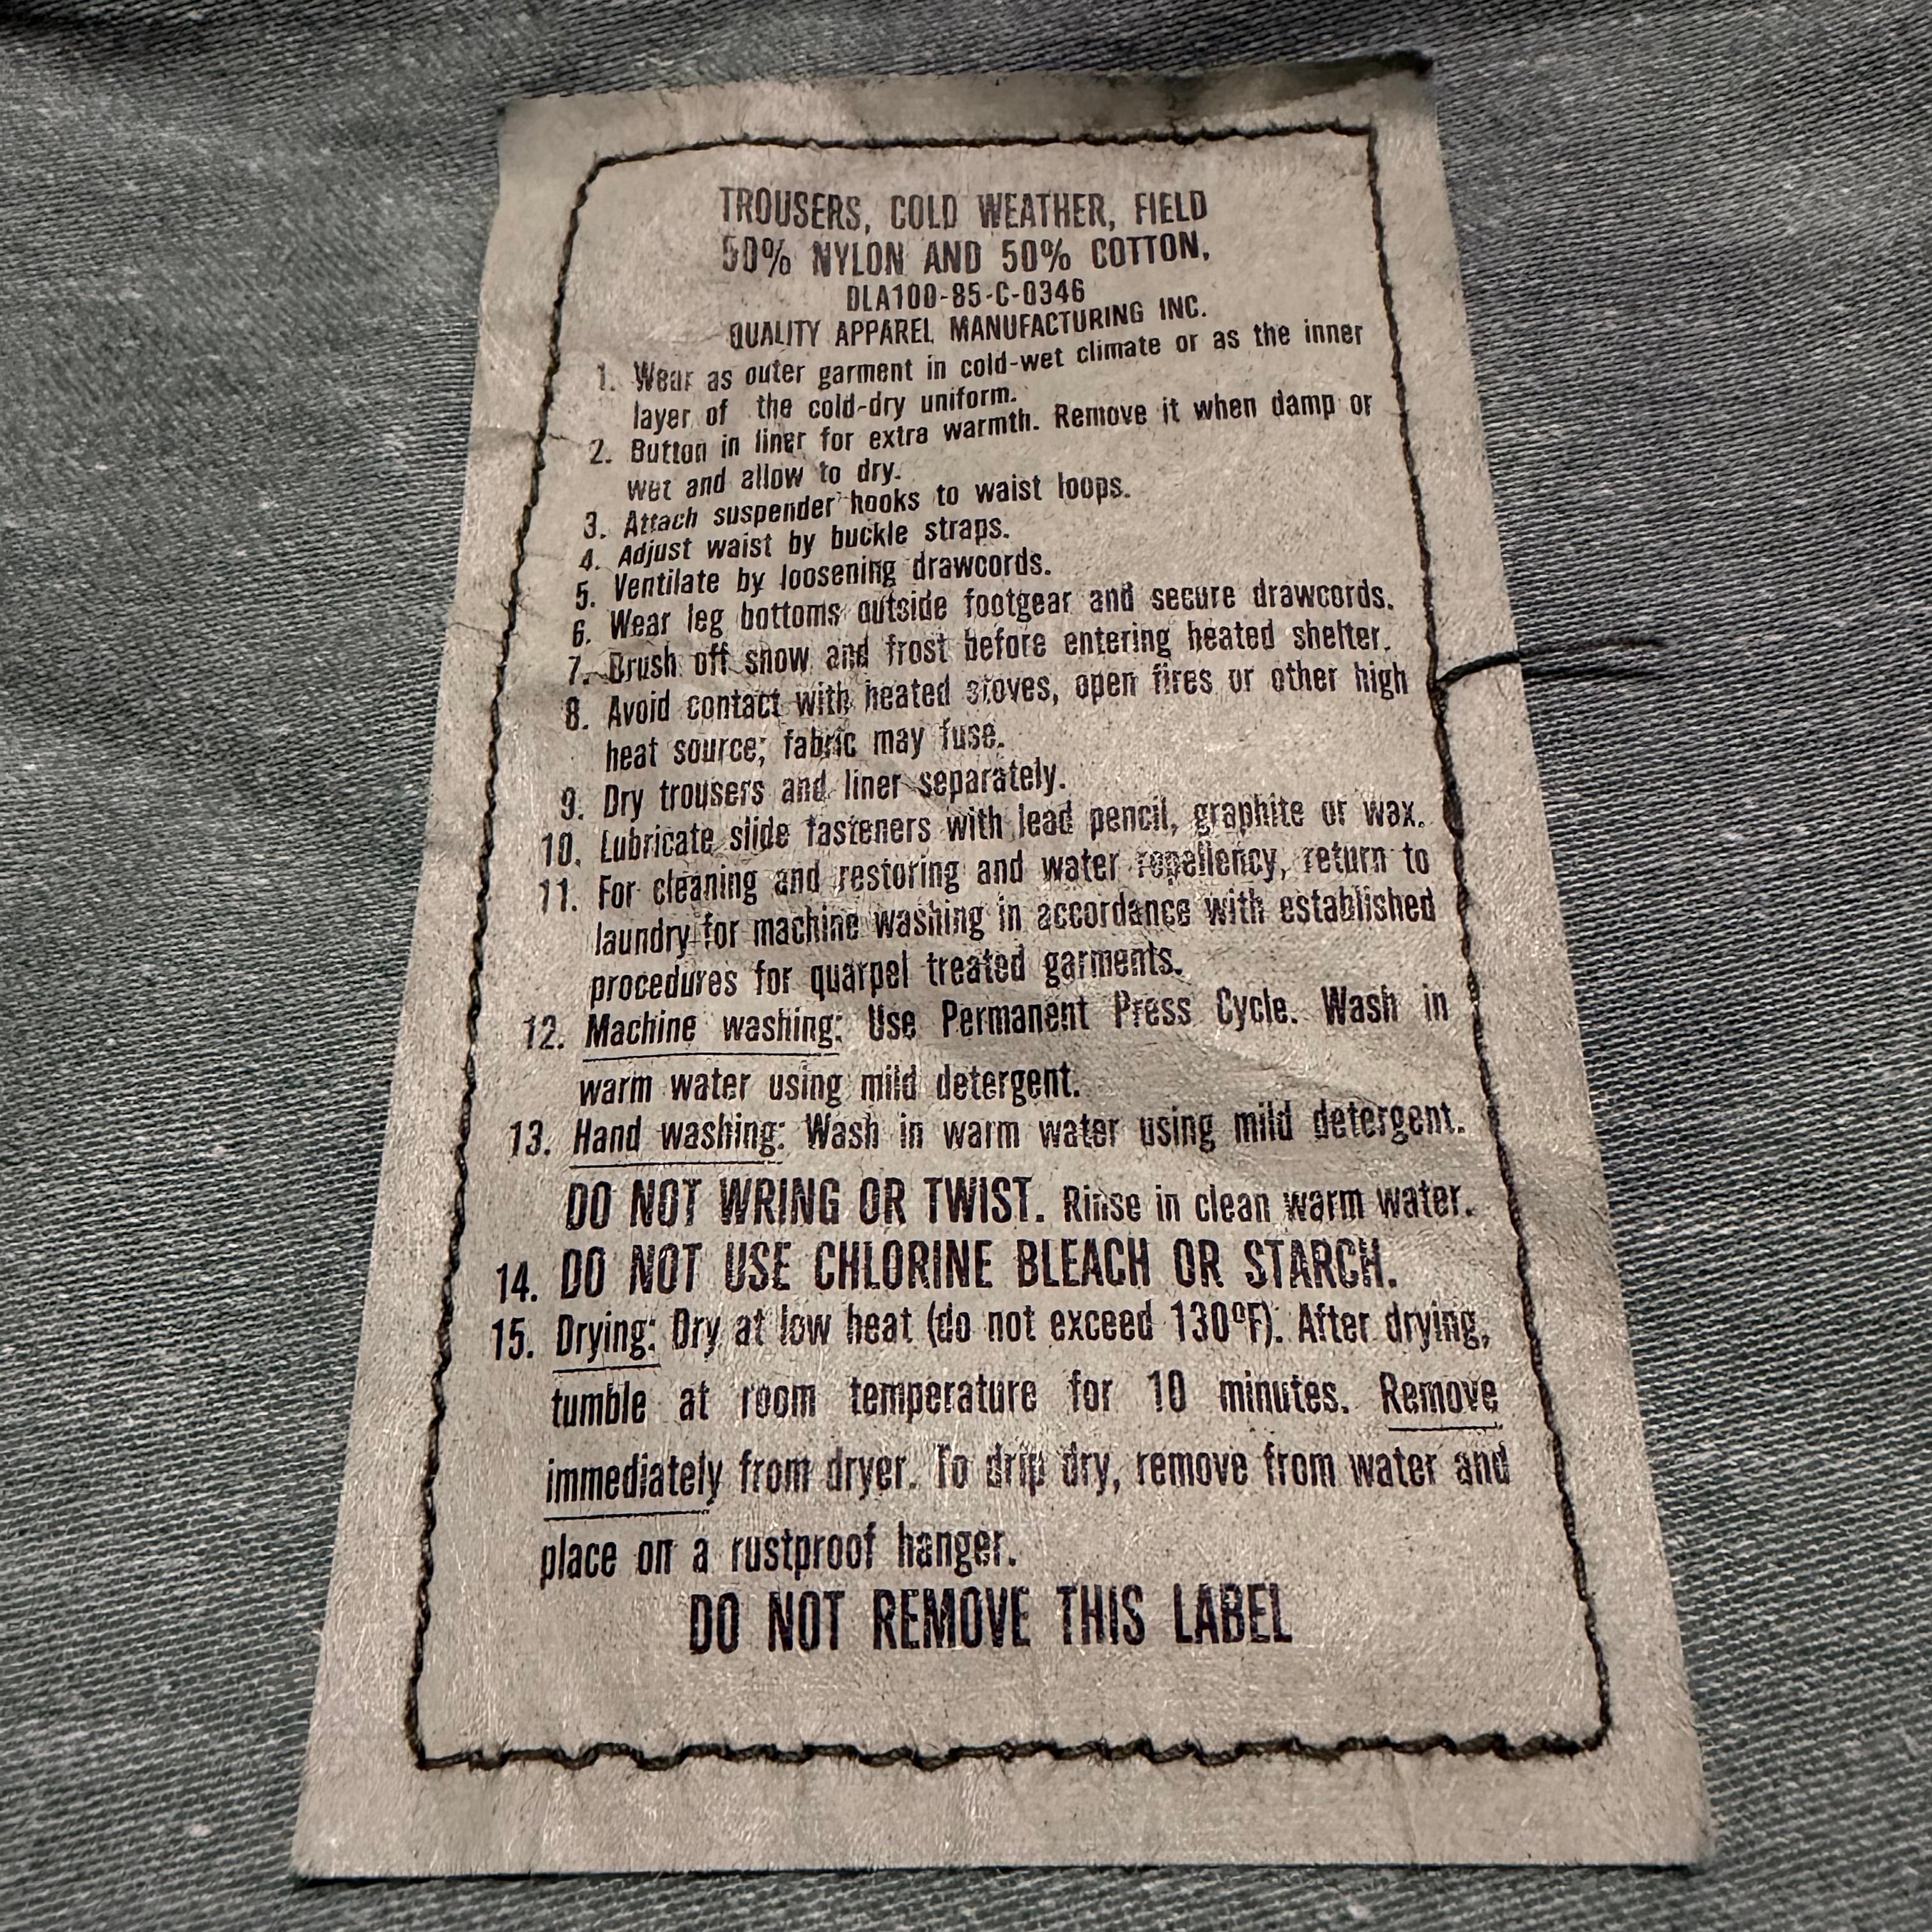 TROUSERS, COLD WEATHER, FIELD
50% NYLON AND 50% COTTON,
DLA100-85-C-0346
QUALITY APPAREL MANUFACTURING INC.
1. Wear as outer garment in cold-wet climate or as the inner
layer of the cold-dry uniform.
2. Button in liner for extra warmth. Remove it when damp or
wet and allow to dry.
3. Attach suspender hooks to waist loops.
4. Adjust waist by buckle straps.
5. Ventilate by loosening drawcords.
6. Wear leg bottoms outside footgear and secure drawcords.
7. Brush off snow and frost before entering heated shelter.
8. Avoid contact with heated stoves, open fires or other high
heat source; fabric may fuse.
9. Dry trousers and liner separately.
10. Lubricate slide fasteners with lead pencil, graphite or wax.
11. For cleaning and restoring and water repellency, return to
laundry for machine washing in accordance with established
procedures for quarpel treated garments.
12. Machine washing: Use Permanent Press Cycle. Wash in
warm water using mild detergent.
13. Hand washing: Wash in warm water using mild detergent.
DO NOT WRING OR TWIST. Rinse in clean warm water.
14. DO NOT USE CHLORINE BLEACH OR STARCH.
15. Drying: Dry at low heat (do not exceed 130ºF). After drying,
tumble at room temperature for 10 minutes. Remove
immediately from dryer. To drip dry, remove from water and
place on a rustproof hanger.
DO NOT REMOVE THIS LABEL